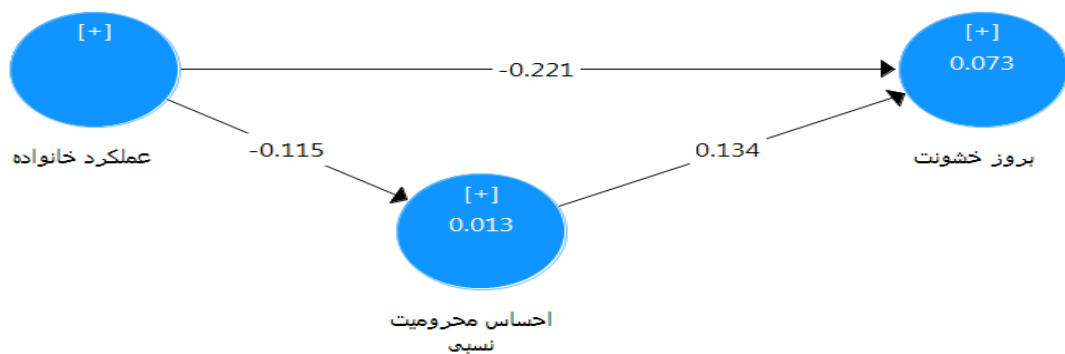 [+]
[+]
0.073
-0.221
عملکرد خانواده
بروز خشونت
-0.115
0.134
[+]
0.013
احساس محرومیت
نسبی